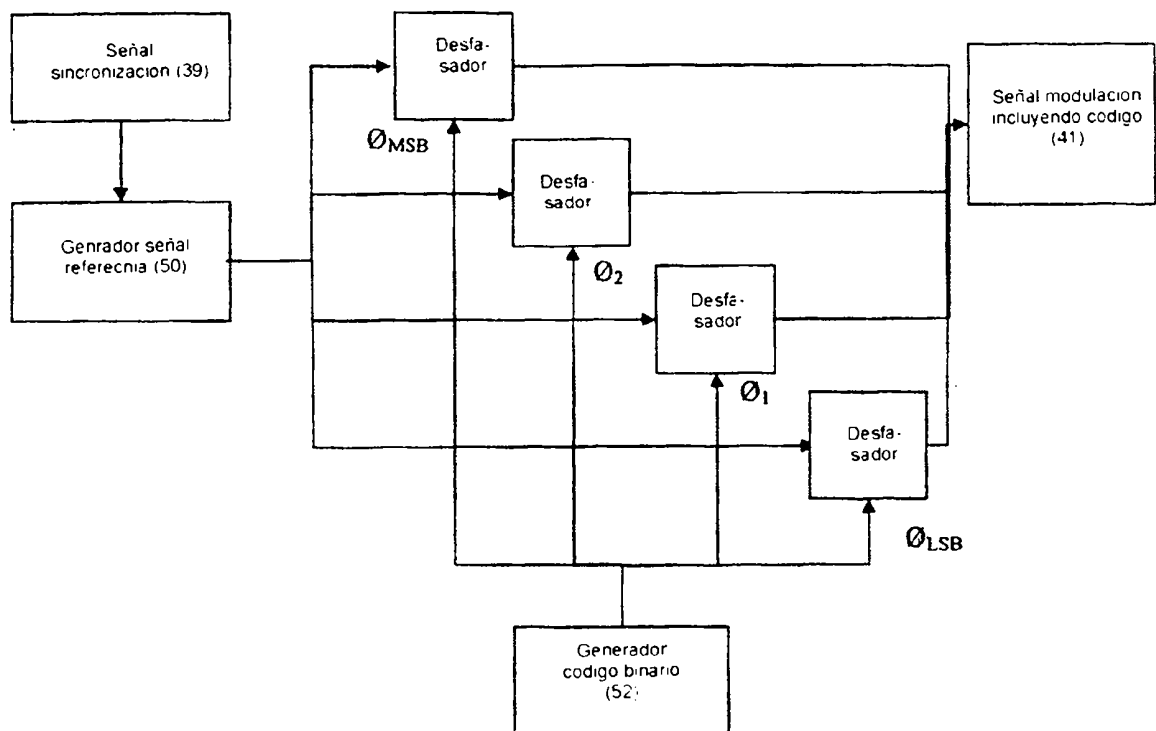 Señal
sincronizacion (39)
Desfa-
sador
Señal modulacion
incluyendo codigo
(41)
ØMSB
Desfa-
sador
Genrador señal
referecnia (50)
Ø2
Desfa-
sador
Ø1
Desfa-
sador
ØLSB
Generador
codigo binario
(52)